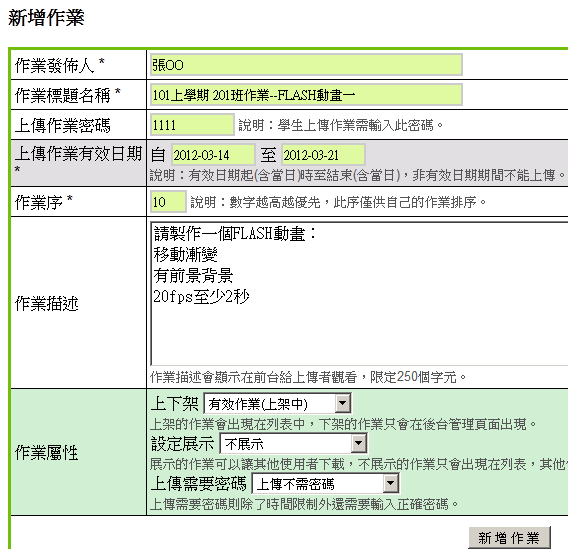 新增作業
作業發佈人 * 張OO
作業標題名稱 * 101上學期 201班作業--FLASH動畫一
上傳作業密碼 1111 說明：學生上傳作業需輸入此密碼。
上傳作業有效日期 * 自 2012-03-14 至 2012-03-21
說明：有效日期起(含當日)時至結束(含當日)，非有效日期期間不能上傳。
作業序 * 10 說明：數字越高越優先，此序僅供自己的作業排序。
作業描述
請製作一個FLASH動畫：
移動漸變
有前景背景
20fps至少2秒
作業描述會顯示在前台給上傳者觀看，限定250個字元。
作業屬性
上下架 有效作業(上架中)
上架的作業會出現在列表中，下架的作業只會在後台管理頁面出現。
設定展示 不展示
展示的作業可以讓其他使用者下載，不展示的作業只會出現在列表，其他
上傳需要密碼 上傳不需密碼
上傳需要密碼則除了時間限制外還需要輸入正確密碼。
新增作業